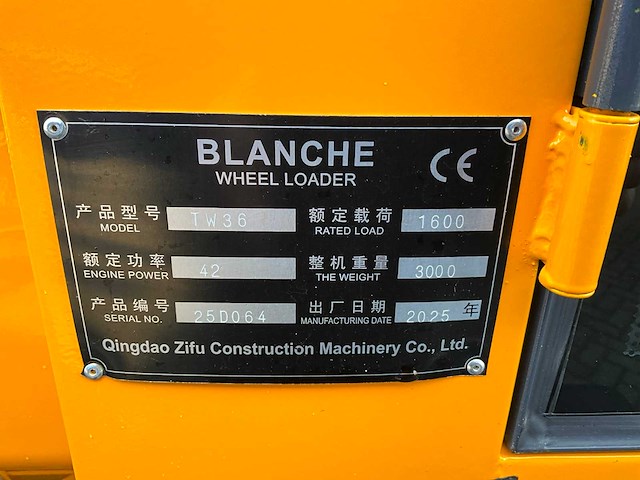 BLANCHE CE
WHEEL LOADER
产品型号 TW36 额定载荷 1600
MODEL RATED LOAD
额定功率 42 整机重量 3000
ENGINE POWER THE WEIGHT
产品编号 25D064 出厂日期 2025 年
SERIAL NO. MANUFACTURING DATE
Qingdao Zifu Construction Machinery Co., Ltd.